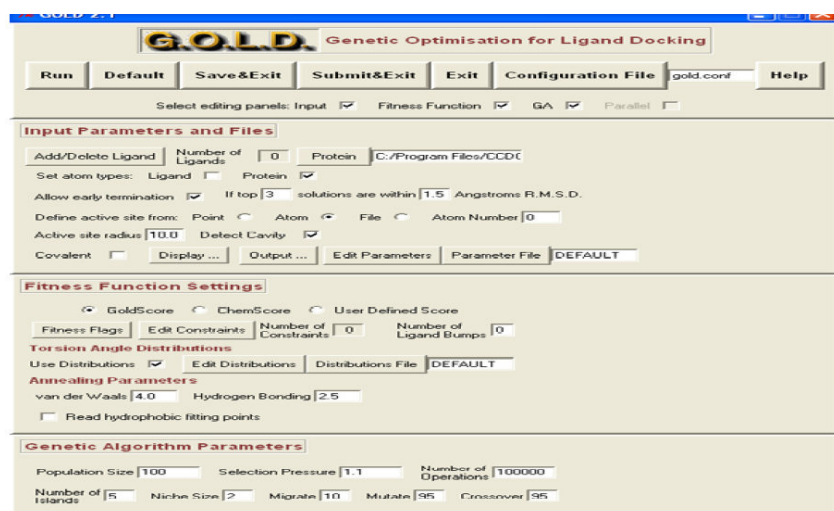 GOLD 2.1
G.O.L.D. Genetic Optimisation for Ligand Docking
Run Default Save&Exit Submit&Exit Exit Configuration File gold.conf Help
Select editing panels: Input Fitness Function GA Parallel
Input Parameters and Files
Add/Delete Ligand Number of Ligands 0 Protein C:/Program Files/CCDC
Set atom types: Ligand Protein
Allow early termination If top 3 solutions are within 1.5 Angstroms R.M.S.D.
Define active site from: Point Atom File Atom Number 0
Active site radius 10.0 Detect Cavity
Covalent Display ... Output ... Edit Parameters Parameter File DEFAULT
Fitness Function Settings
GoldScore ChemScore User Defined Score
Fitness Flags Edit Constraints Number of Constraints 0 Number of Ligand Bumps 0
Torsion Angle Distributions
Use Distributions Edit Distributions Distributions File DEFAULT
Annealing Parameters
van der Waals 4.0 Hydrogen Bonding 2.5
Read hydrophobic fitting points
Genetic Algorithm Parameters
Population Size 100 Selection Pressure 1.1 Number of Operations 100000
Number of Islands 5 Niche Size 2 Migrate 10 Mutate 95 Crossover 95